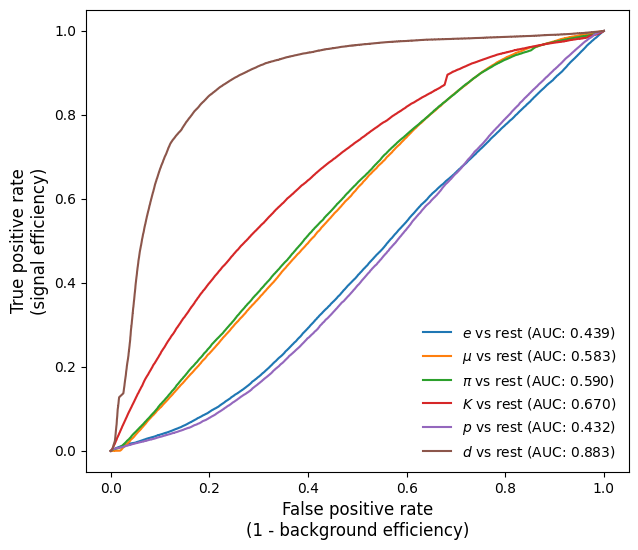 True positive rate
(signal efficiency)
1.0
0.8
0.6
0.4
0.2
0.0
e vs rest (AUC: 0.439)
μ vs rest (AUC: 0.583)
π vs rest (AUC: 0.590)
K vs rest (AUC: 0.670)
p vs rest (AUC: 0.432)
d vs rest (AUC: 0.883)
0.0 0.2 0.4 0.6 0.8 1.0
False positive rate
(1 - background efficiency)